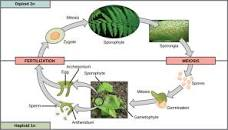 Diploid 2n
Mitosis
Zygote
Sporophyte
Sporangia
FERTILIZATION
MEIOSIS
Archegonium
Egg
Sporophyte
Spores
Sperm
Mitosis
Germination
Gametophyte
Antheridium
Haploid 1n